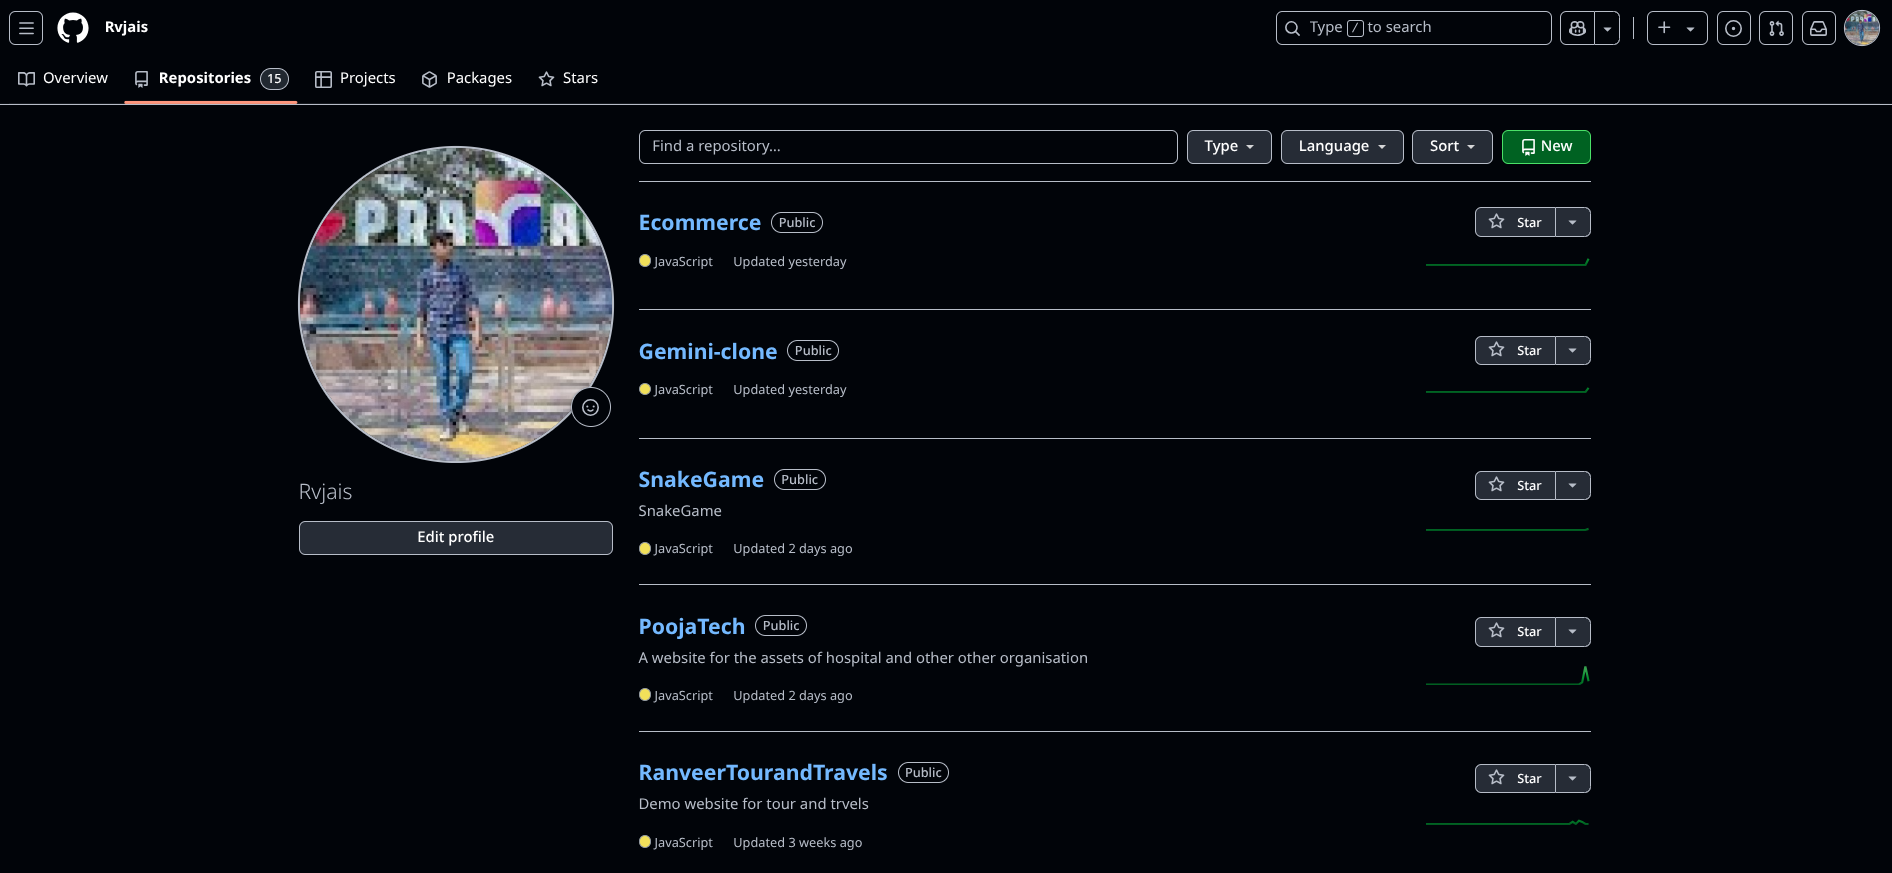 Rvjais
Type / to search
Overview
Repositories 15
Projects
Packages
Stars
PRA
Rvjais
Edit profile
Find a repository...
Type
Language
Sort
New
Ecommerce Public
Star
JavaScript Updated yesterday
Gemini-clone Public
Star
JavaScript Updated yesterday
SnakeGame Public
Star
SnakeGame
JavaScript Updated 2 days ago
PoojaTech Public
Star
A website for the assets of hospital and other other organisation
JavaScript Updated 2 days ago
RanveerTourandTravels Public
Star
Demo website for tour and trvels
JavaScript Updated 3 weeks ago